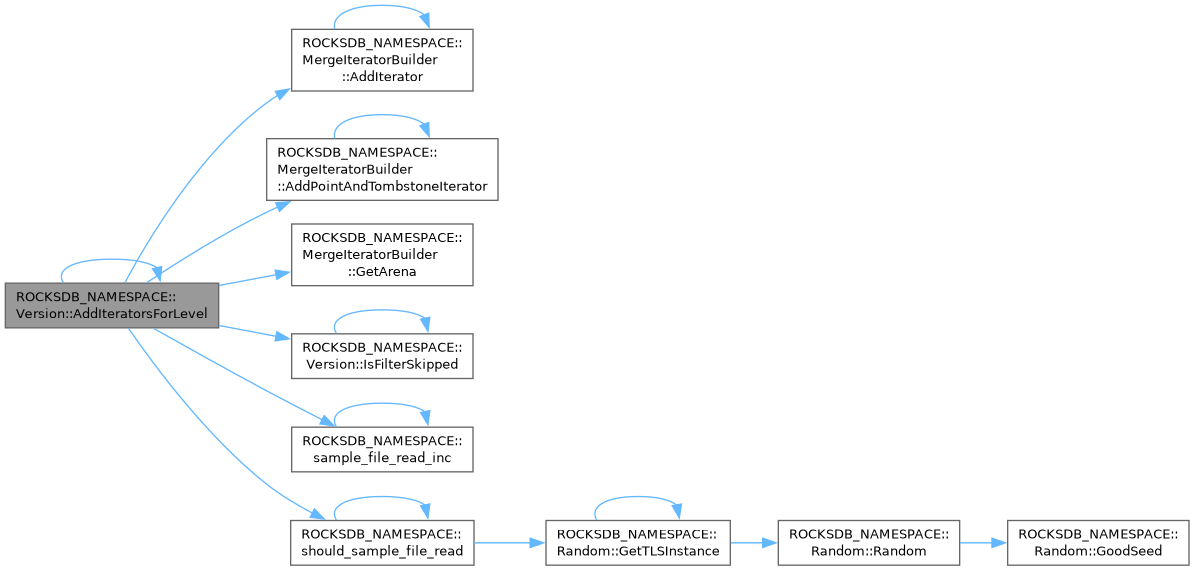 ROCKSDB_NAMESPACE::
MergeIteratorBuilder
::AddIterator
ROCKSDB_NAMESPACE::
MergeIteratorBuilder
::AddPointAndTombstoneIterator
ROCKSDB_NAMESPACE::
MergeIteratorBuilder
::GetArena
ROCKSDB_NAMESPACE::
Version::AddIteratorsForLevel
ROCKSDB_NAMESPACE::
Version::IsFilterSkipped
ROCKSDB_NAMESPACE::
sample_file_read_inc
ROCKSDB_NAMESPACE::
should_sample_file_read
ROCKSDB_NAMESPACE::
Random::GetTLSInstance
ROCKSDB_NAMESPACE::
Random::Random
ROCKSDB_NAMESPACE::
Random::GoodSeed